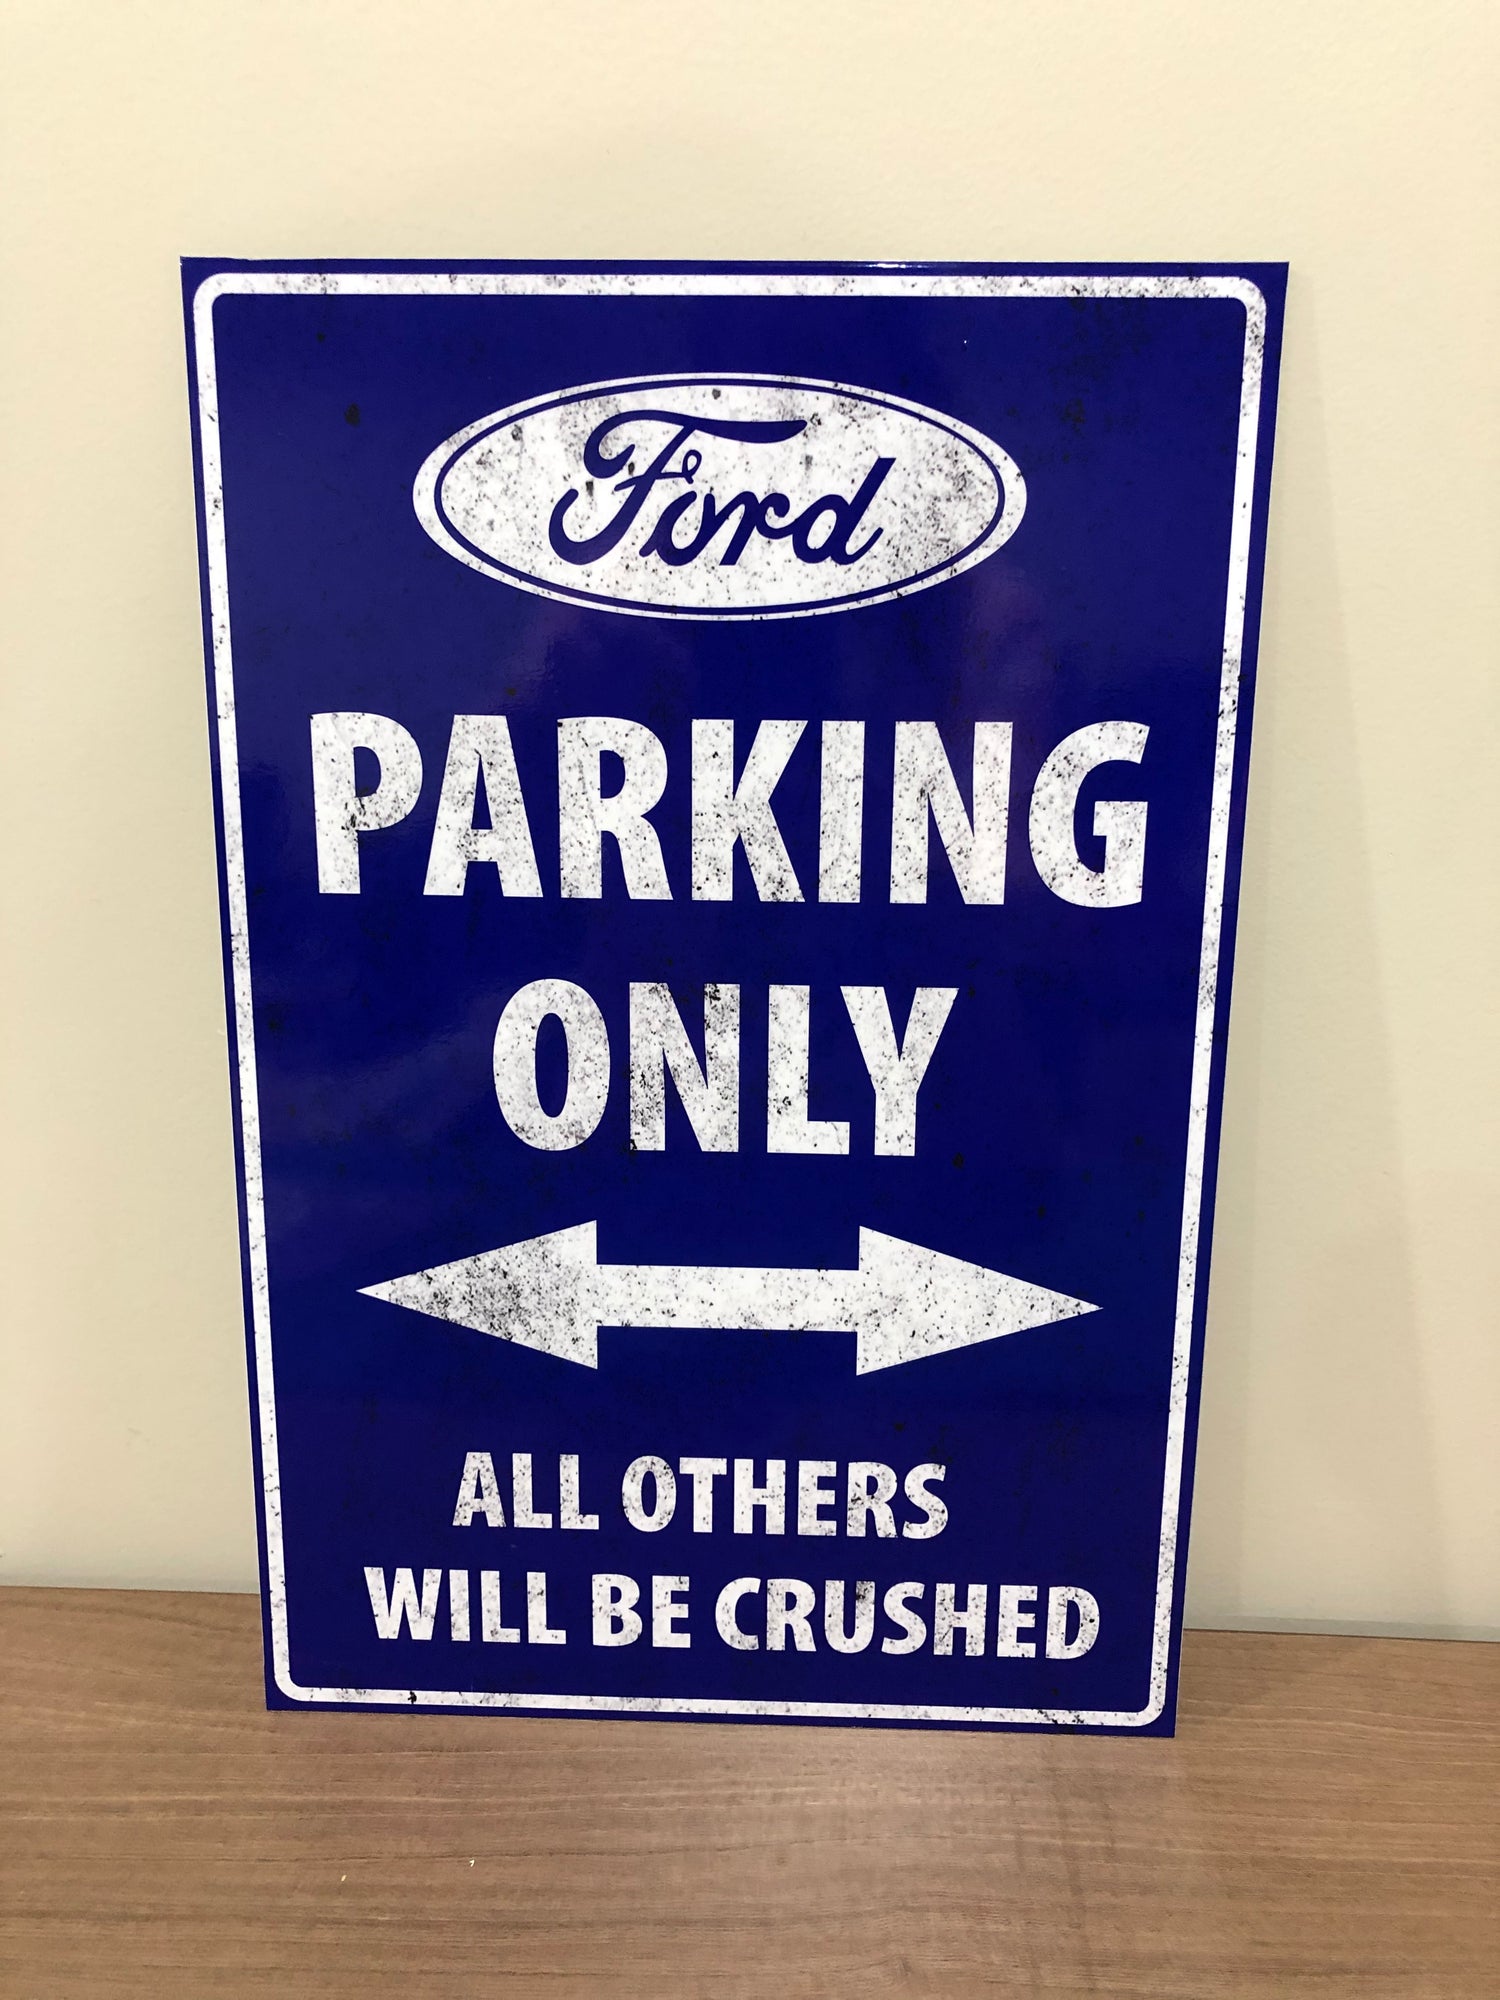 Ford
PARKING
ONLY
ALL OTHERS
WILL BE CRUSHED